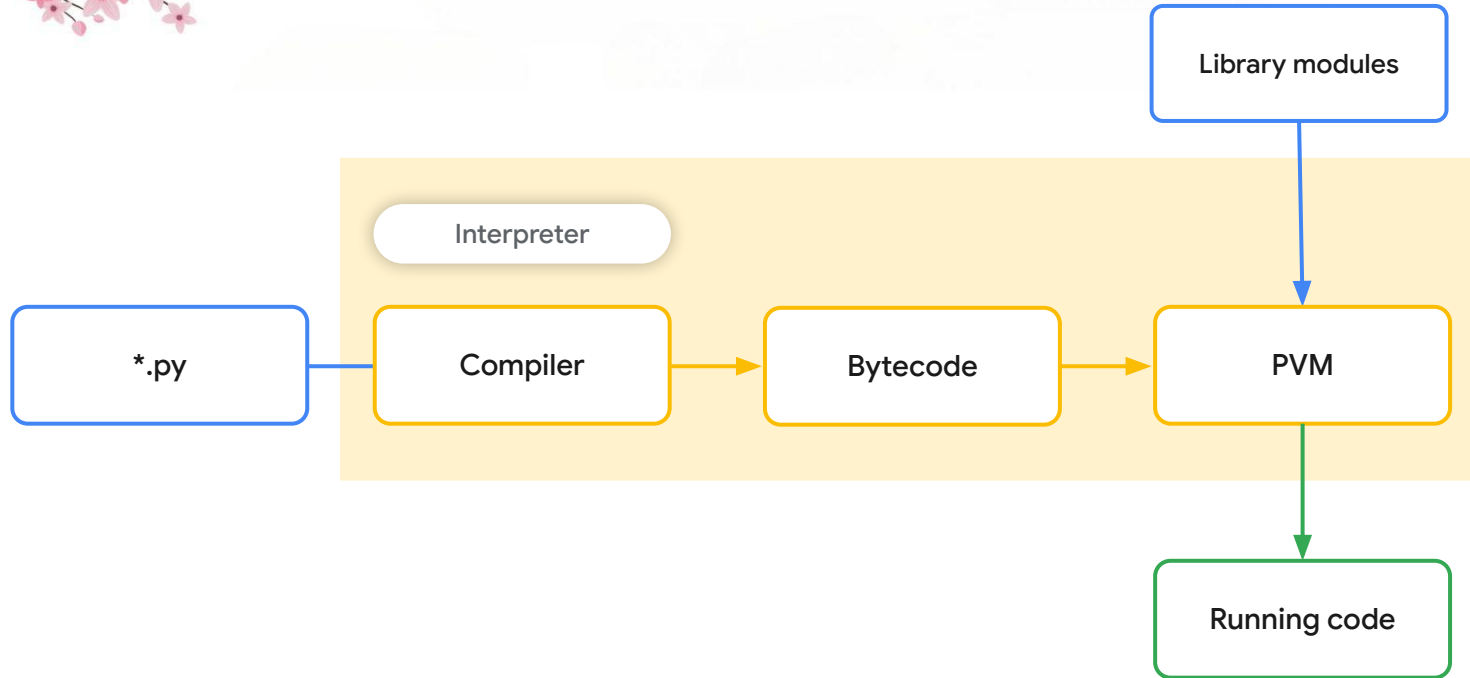 Library modules
Interpreter
*.py
Compiler
Bytecode
PVM
Running code